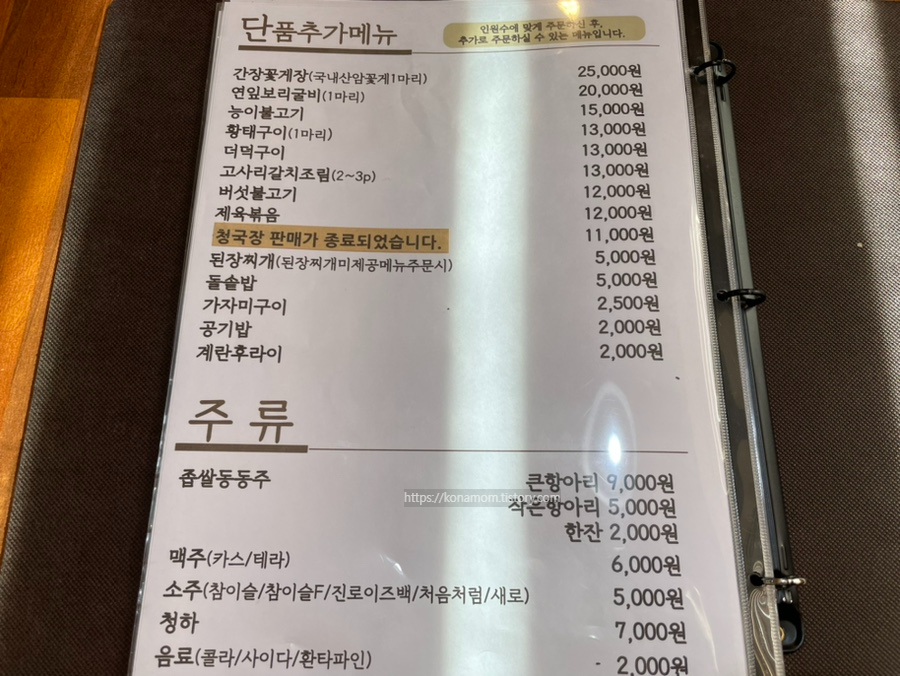 단품추가메뉴
인원수에 맞게 주문하신 후,
추가로 주문하실 수 있는 메뉴입니다.
간장꽃게장(국내산암꽃게1마리) 25,000원
연잎보리굴비(1마리) 20,000원
능이불고기 15,000원
황태구이(1마리) 13,000원
더덕구이 13,000원
고사리갈치조림(2~3p) 13,000원
버섯불고기 12,000원
제육볶음 12,000원
청국장 판매가 종료되었습니다. 11,000원
된장찌개(된장찌개미제공메뉴주문시) 5,000원
돌솥밥 5,000원
가자미구이 2,500원
공기밥 2,000원
계란후라이 2,000원
주류
좁쌀동동주 큰항아리 9,000원
https://konamom.tistory.com
작은항아리 5,000원
한잔 2,000원
맥주(카스/테라) 6,000원
소주(참이슬/참이슬F/진로이즈백/처음처럼/새로) 5,000원
청하 7,000원
음료(콜라/사이다/환타파인) - 2,000원